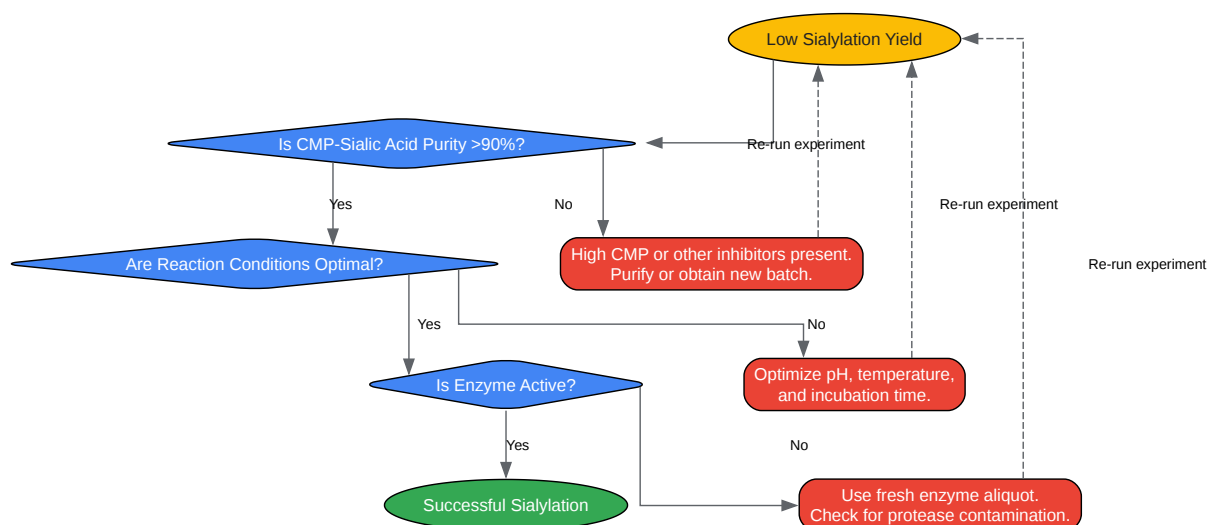 Low Sialylation Yield
Is CMP-Sialic Acid Purity >90%?
Re-run experiment
Yes
No
Re-run experiment
High CMP or other inhibitors present.
Purify or obtain new batch.
Are Reaction Conditions Optimal?
Re-run experiment
Yes
No
Optimize pH, temperature,
and incubation time.
Is Enzyme Active?
Yes
No
Successful Sialylation
Use fresh enzyme aliquot.
Check for protease contamination.